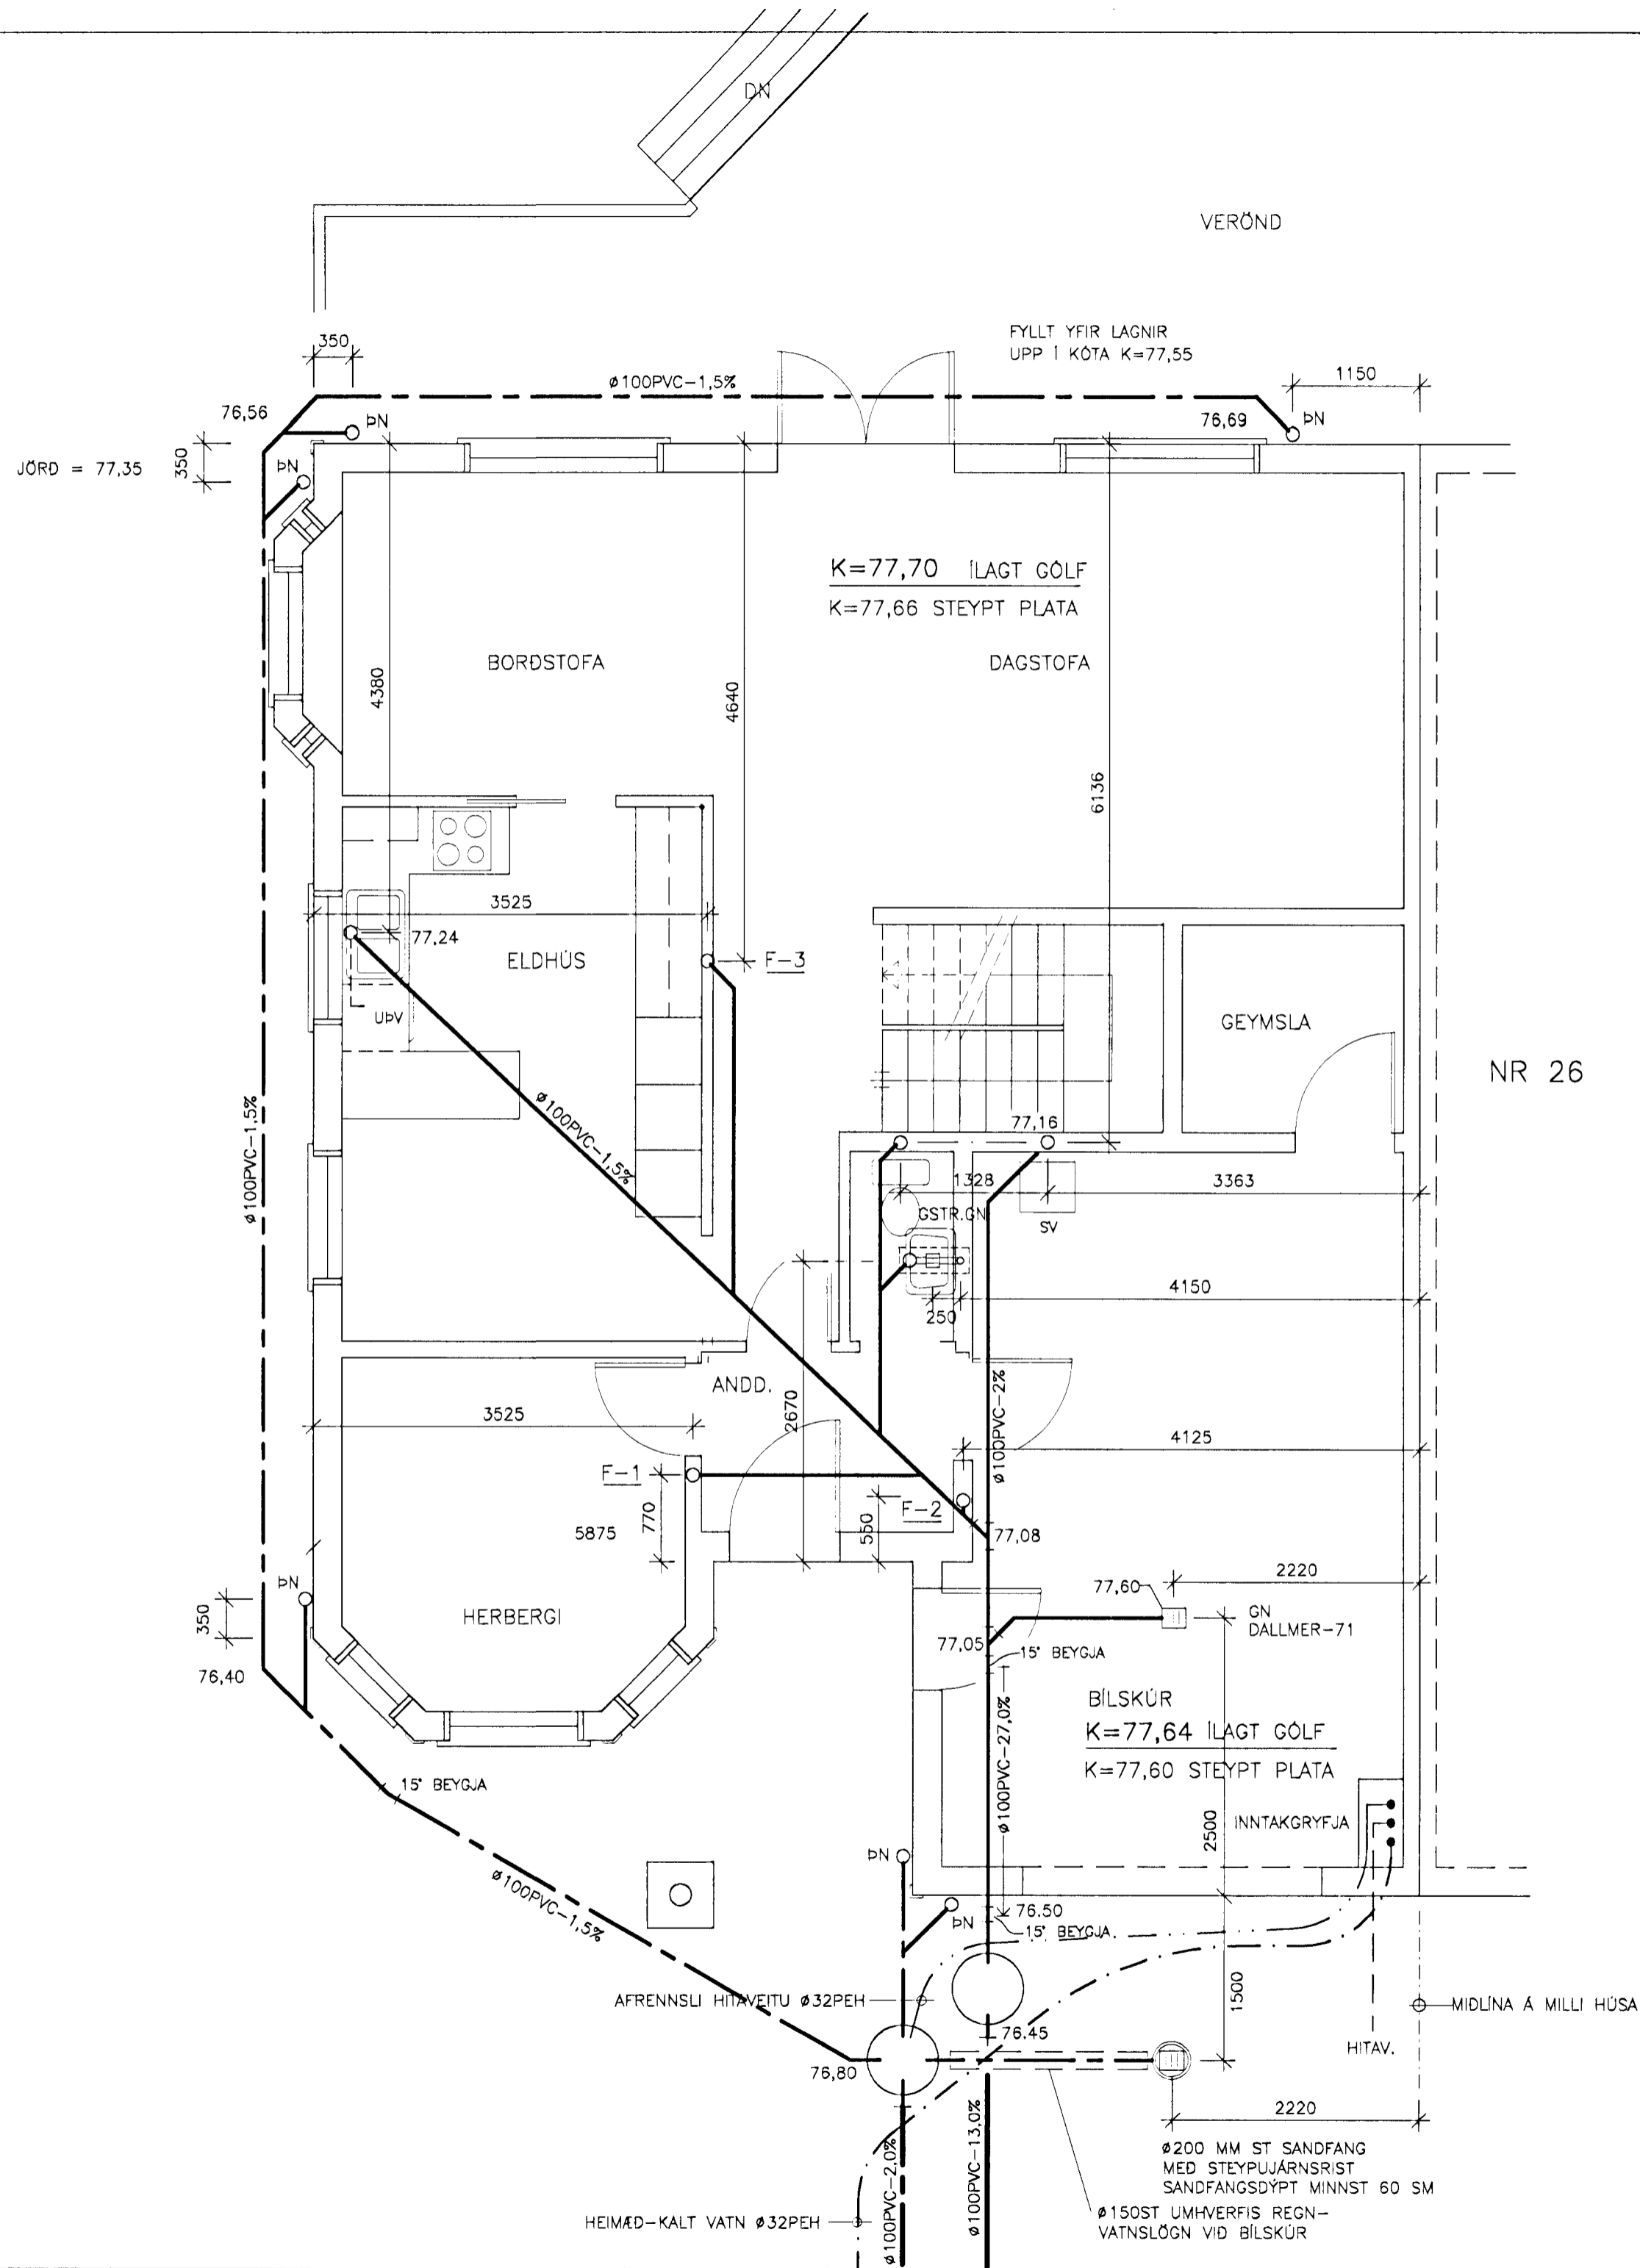 DN
VERÖND
FYLLT YFIR LAGNIR
UPP Í KÓTA K=77,55
350
1150
ø100PVC-1,5%
76,56
ÞN
76,69
ÞN
JÖRÐ = 77,35
350
ÞN
K=77,70 ÍLAGT GÓLF
K=77,66 STEYPT PLATA
BORÐSTOFA
DAGSTOFA
4380
4640
6136
3525
77,24
ELDHÚS
F-3
UÞV
GEYMSLA
NR 26
ø100PVC-1,5%
ø100PVC-1,5%
77,16
1328
3363
GSTR.GN
SV
4150
250
ANDD.
2670
ø100PVC-2%
3525
4125
F-1
770
F-2
550
5875
77,08
2220
77,60
GN
DALLMER-71
ÞN
350
HERBERGI
77,05
15° BEYGJA
76,40
BÍLSKÚR
K=77,64 ÍLAGT GÓLF
K=77,60 STEYPT PLATA
ø100PVC-27,0%
15° BEYGJA
2500
INNTAKGRYFJA
ÞN
ø100PVC-1,5%
76.50
ÞN
15° BEYGJA.
AFRENNSLI HITAVEITU ø32PEH
1500
MIÐLÍNA Á MILLI HÚSA
76.45
HITAV.
76,80
2220
ø100PVC-2,0%
ø100PVC-13,0%
ø200 MM ST SANDFANG
MEÐ STEYPUJÁRNSRIST
SANDFANGSDÝPT MINNST 60 SM
HEIMÆÐ-KALT VATN ø32PEH
ø150ST UMHVERFIS REGN-
VATNSLÖGN VIÐ BÍLSKÚR